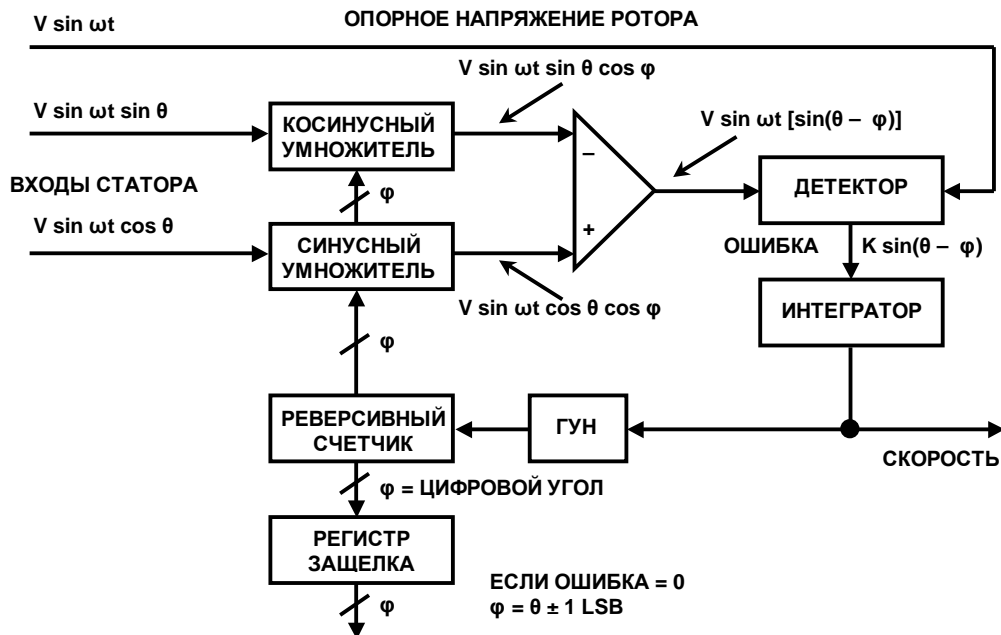 V sin ωt
ОПОРНОЕ НАПРЯЖЕНИЕ РОТОРА
V sin ωt sin θ cos φ
V sin ωt sin θ
КОСИНУСНЫЙ
УМНОЖИТЕЛЬ
V sin ωt [sin(θ – φ)]
–
ВХОДЫ СТАТОРА
φ
ДЕТЕКТОР
V sin ωt cos θ
СИНУСНЫЙ
УМНОЖИТЕЛЬ
+
ОШИБКА
K sin(θ – φ)
V sin ωt cos θ cos φ
ИНТЕГРАТОР
φ
РЕВЕРСИВНЫЙ
СЧЕТЧИК
ГУН
СКОРОСТЬ
φ = ЦИФРОВОЙ УГОЛ
РЕГИСТР
ЗАЩЕЛКА
ЕСЛИ ОШИБКА = 0
φ = θ ± 1 LSB
φ